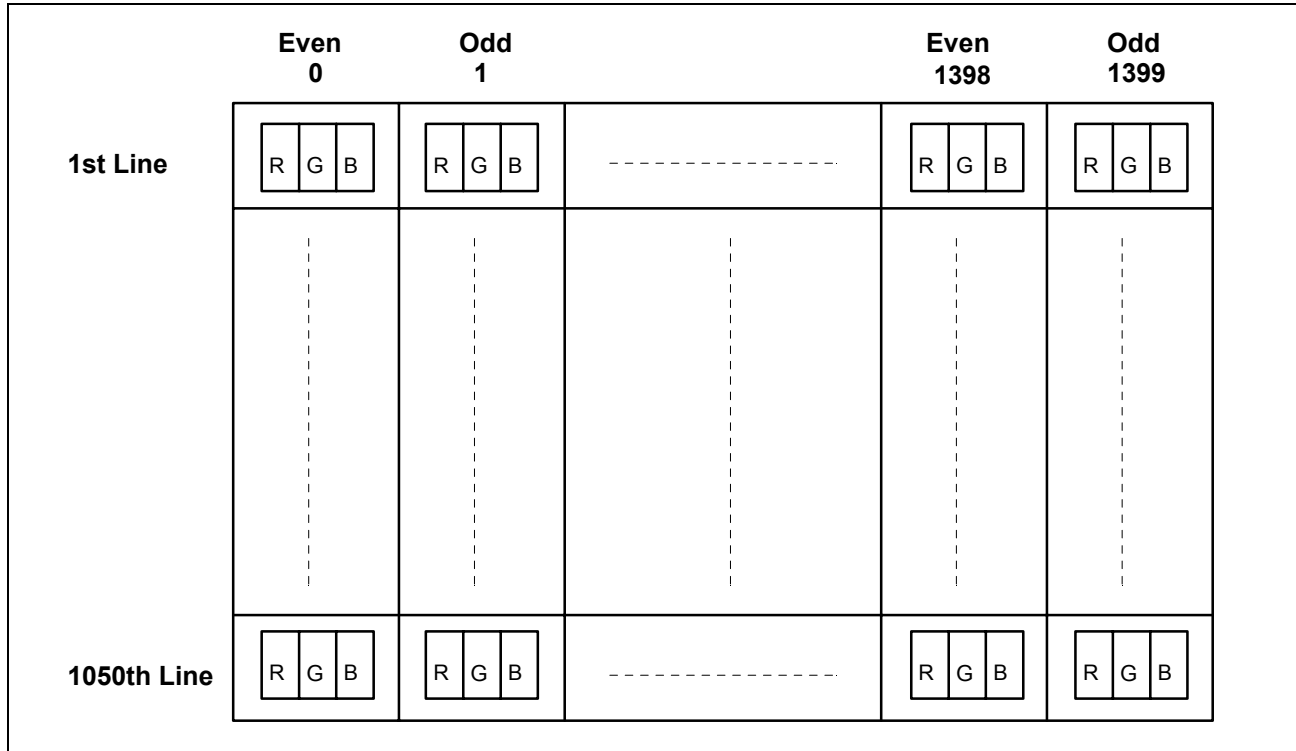 Even Odd Even Odd
0 1 1398 1399
1st Line R G B R G B R G B R G B
1050th Line R G B R G B R G B R G B